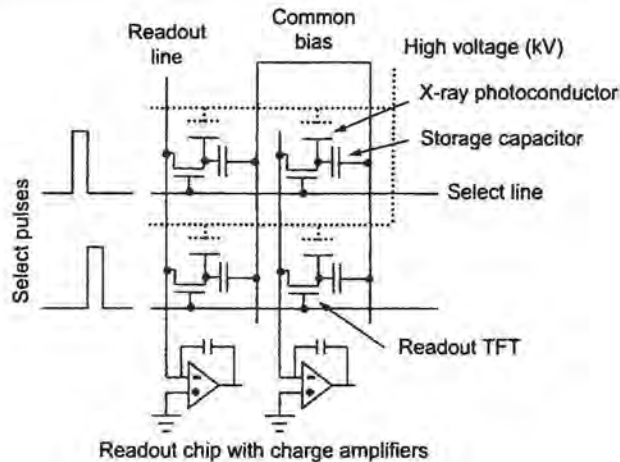 Readout
line
Common
bias
High voltage (kV)
X-ray photoconductor
Storage capacitor
Select pulses
Select line
Readout TFT
Readout chip with charge amplifiers